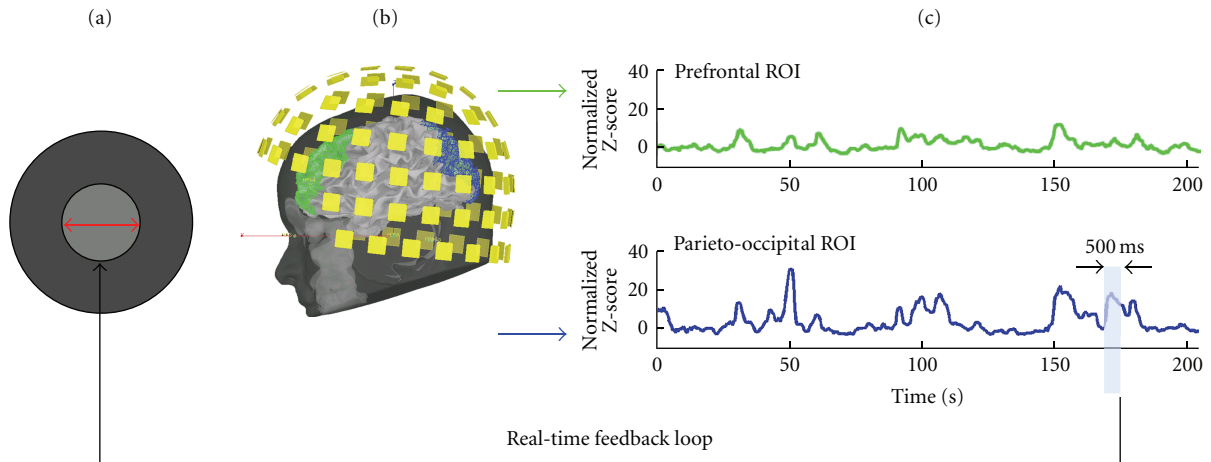 (a)
(b)
(c)
Prefrontal ROI
Normalized
Z-score
40
20
0
0
50
100
150
200
Parieto-occipital ROI
500 ms
Normalized
Z-score
40
20
0
0
50
100
150
200
Time (s)
Real-time feedback loop